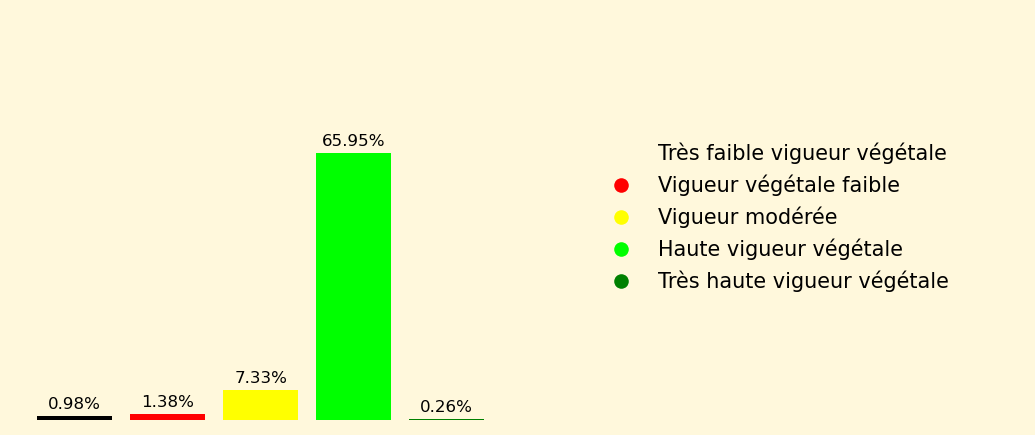 65.95%
7.33%
0.98%
1.38%
0.26%
Très faible vigueur végétale
Vigueur végétale faible
Vigueur modérée
Haute vigueur végétale
Très haute vigueur végétale